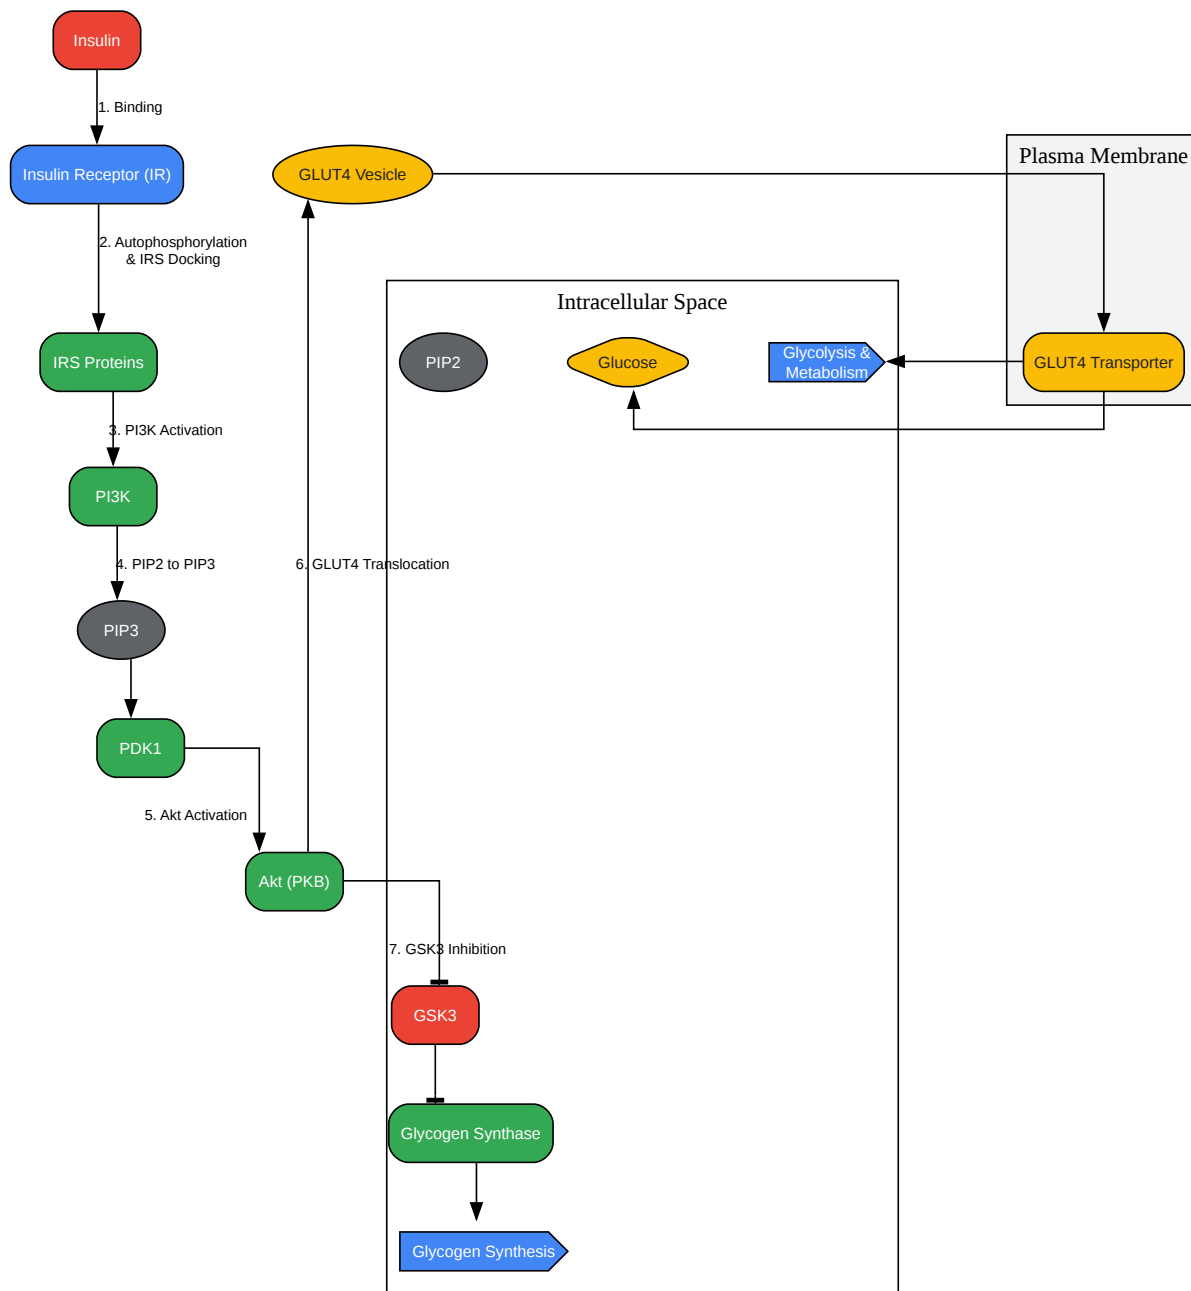 Insulin
1. Binding
Insulin Receptor (IR)
GLUT4 Vesicle
Plasma Membrane
2. Autophosphorylation
& IRS Docking
Intracellular Space
IRS Proteins
PIP2
Glucose
Glycolysis &
Metabolism
GLUT4 Transporter
3. PI3K Activation
PI3K
4. PIP2 to PIP3
6. GLUT4 Translocation
PIP3
PDK1
5. Akt Activation
Akt (PKB)
7. GSK3 Inhibition
GSK3
Glycogen Synthase
Glycogen Synthesis